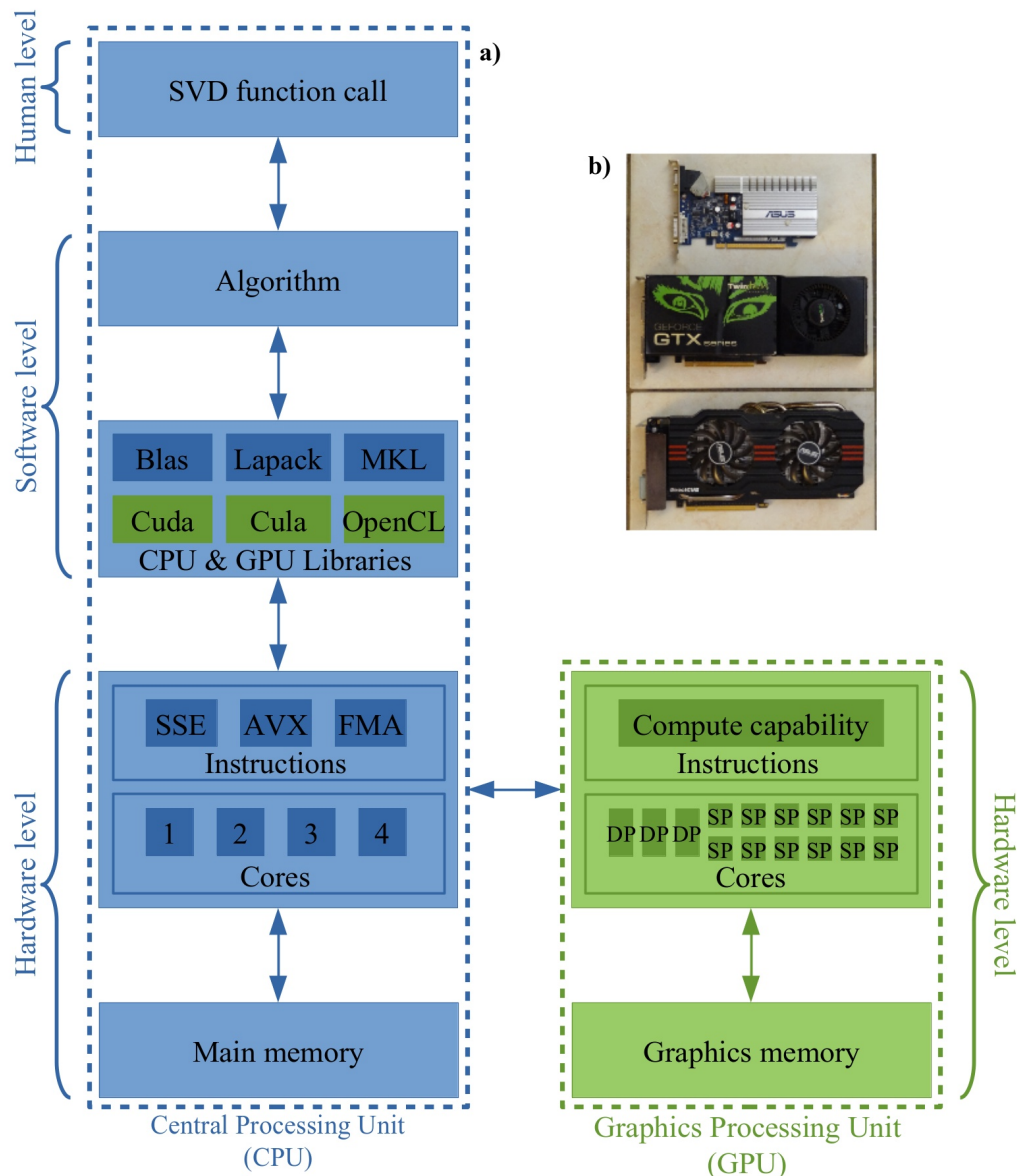 Human level
SVD function call
a)
Software level
Algorithm
Blas Lapack MKL
Cuda Cula OpenCL
CPU & GPU Libraries
Hardware level
SSE AVX FMA
Instructions
1 2 3 4
Cores
Main memory
Central Processing Unit
(CPU)
b)
ASUS
GEFORCE
GTX SERIES
Compute capability
Instructions
DP DP DP SP SP SP SP SP SP
SP SP SP SP SP SP
Cores
Graphics memory
Hardware level
Graphics Processing Unit
(GPU)